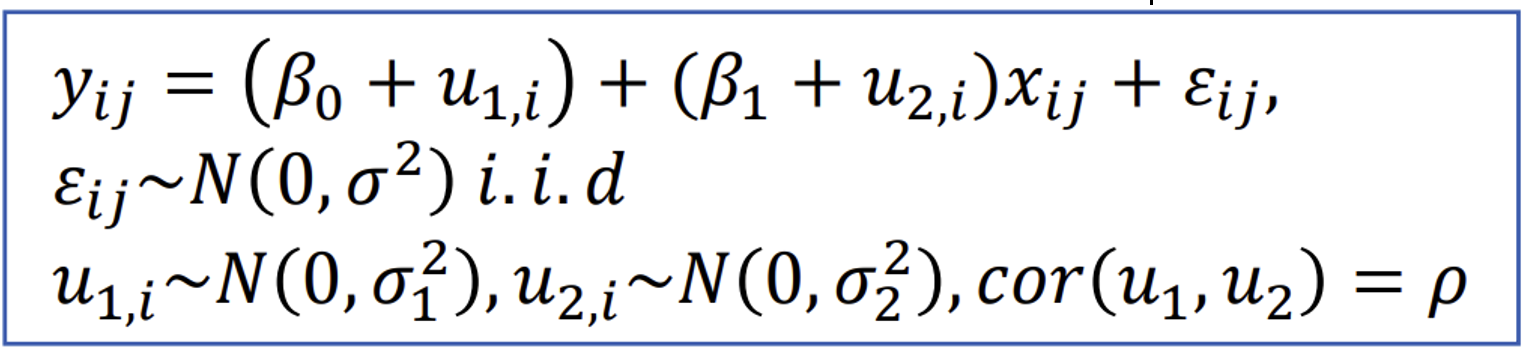 y_{ij} = (β_0 + u_{1,i}) + (β_1 + u_{2,i})x_{ij} + ε_{ij},
ε_{ij}~N(0, σ^2) i.i.d
u_{1,i}~N(0, σ_1^2), u_{2,i}~N(0, σ_2^2), cor(u_1, u_2) = ρ